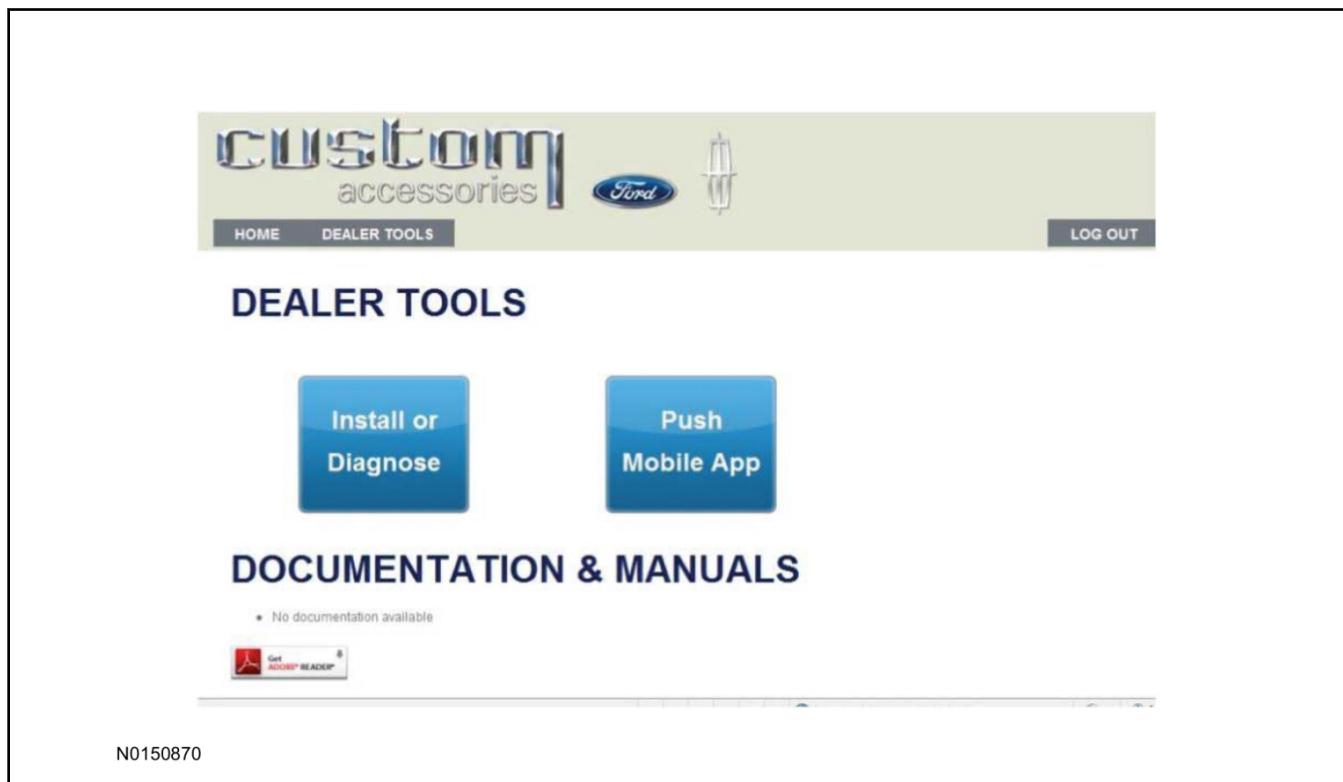 custom
accessories
Ford
HOME DEALER TOOLS LOG OUT
DEALER TOOLS
Install or
Diagnose
Push
Mobile App
DOCUMENTATION & MANUALS
• No documentation available
Get
ADOBE® READER®
N0150870